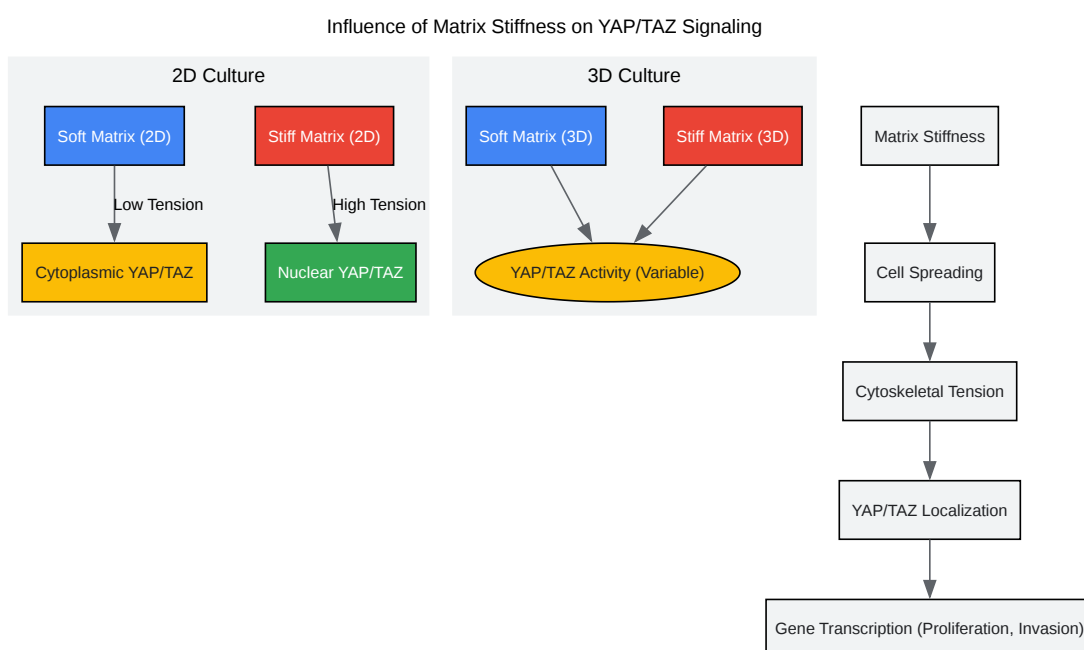 Influence of Matrix Stiffness on YAP/TAZ Signaling
2D Culture
Soft Matrix (2D)
Stiff Matrix (2D)
Low Tension
High Tension
Cytoplasmic YAP/TAZ
Nuclear YAP/TAZ
3D Culture
Soft Matrix (3D)
Stiff Matrix (3D)
YAP/TAZ Activity (Variable)
Matrix Stiffness
Cell Spreading
Cytoskeletal Tension
YAP/TAZ Localization
Gene Transcription (Proliferation, Invasion)